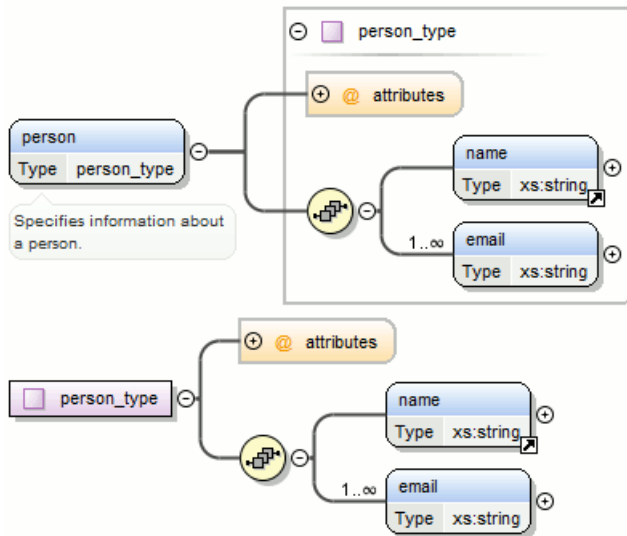 person_type
@ attributes
person
Type person_type
Specifies information about
a person.
name
Type xs:string
1..∞
email
Type xs:string
@ attributes
person_type
name
Type xs:string
1..∞
email
Type xs:string